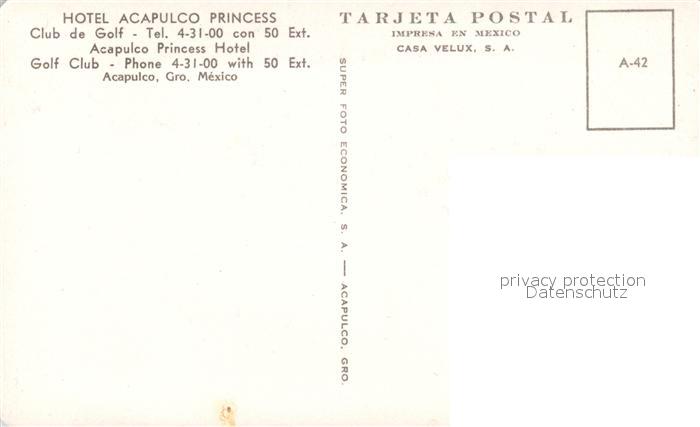 HOTEL ACAPULCO PRINCESS
Club de Golf - Tel. 4-31-00 con 50 Ext.
Acapulco Princess Hotel
Golf Club - Phone 4-31-00 with 50 Ext.
Acapulco, Gro. México
SUPER FOTO ECONOMICA, S. A. — ACAPULCO, GRO.
TARJETA POSTAL
IMPRESA EN MEXICO
CASA VELUX, S. A.
A-42
privacy protection
Datenschutz